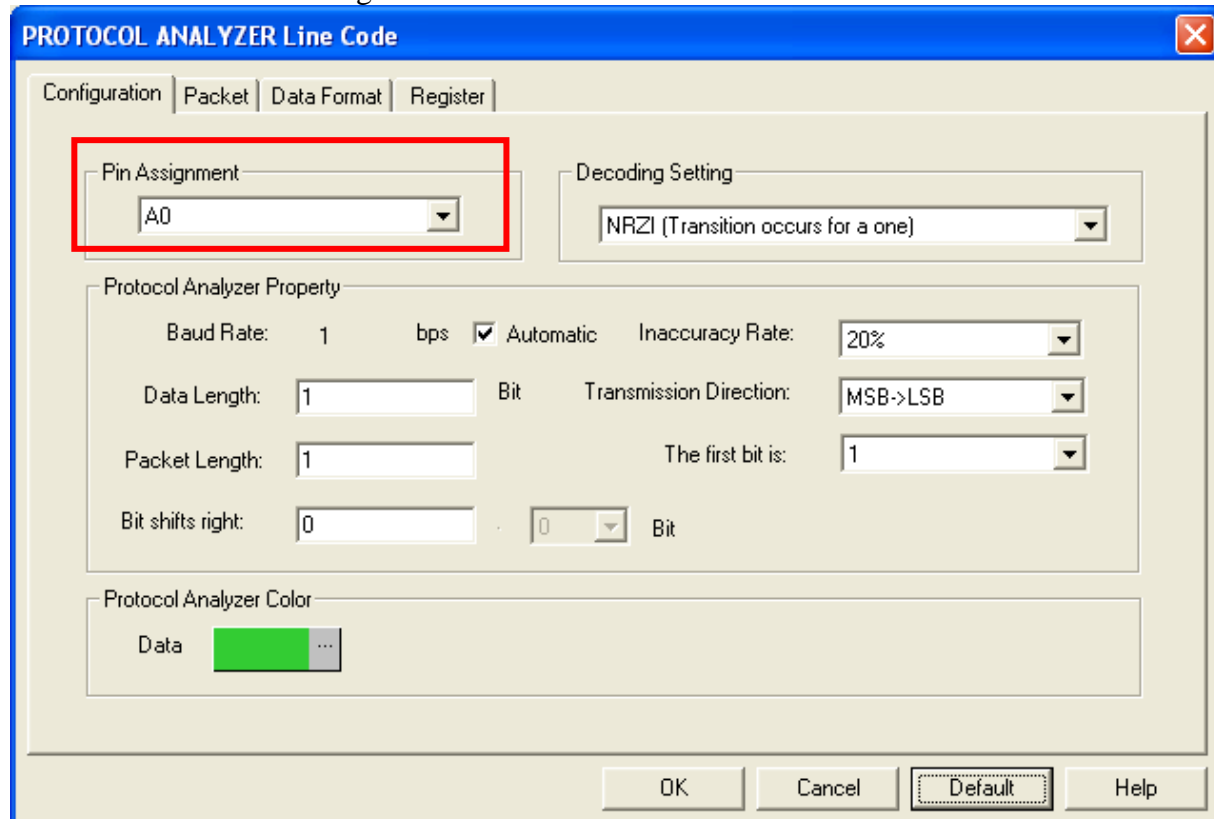 PROTOCOL ANALYZER Line Code
Configuration Packet Data Format Register
Pin Assignment
A0
Decoding Setting
NRZI (Transition occurs for a one)
Protocol Analyzer Property
Baud Rate: 1 bps Automatic Inaccuracy Rate: 20%
Data Length: 1 Bit Transmission Direction: MSB->LSB
Packet Length: 1 The first bit is: 1
Bit shifts right: 0 . 0 Bit
Protocol Analyzer Color
Data ...
OK Cancel Default Help